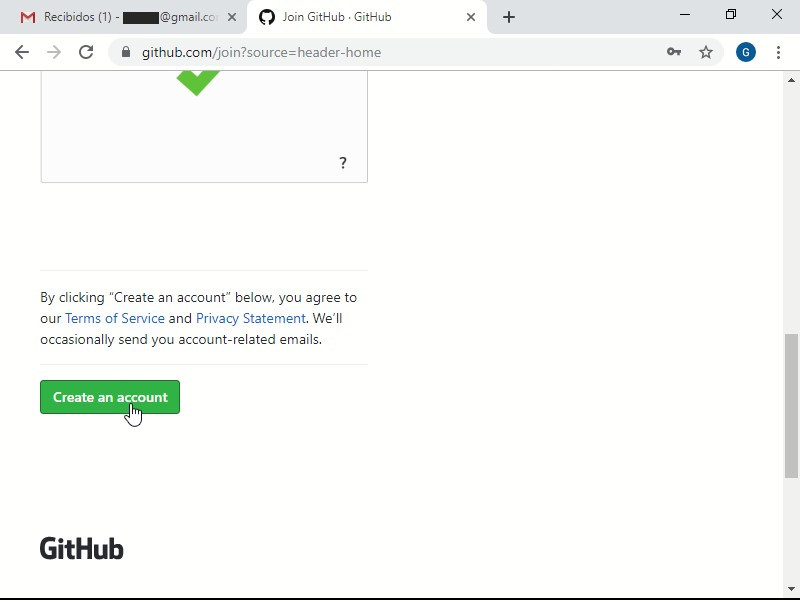 Recibidos (1) - @gmail.co
Join GitHub · GitHub
github.com/join?source=header-home
G
?
By clicking “Create an account” below, you agree to
our Terms of Service and Privacy Statement. We’ll
occasionally send you account-related emails.
Create an account
GitHub